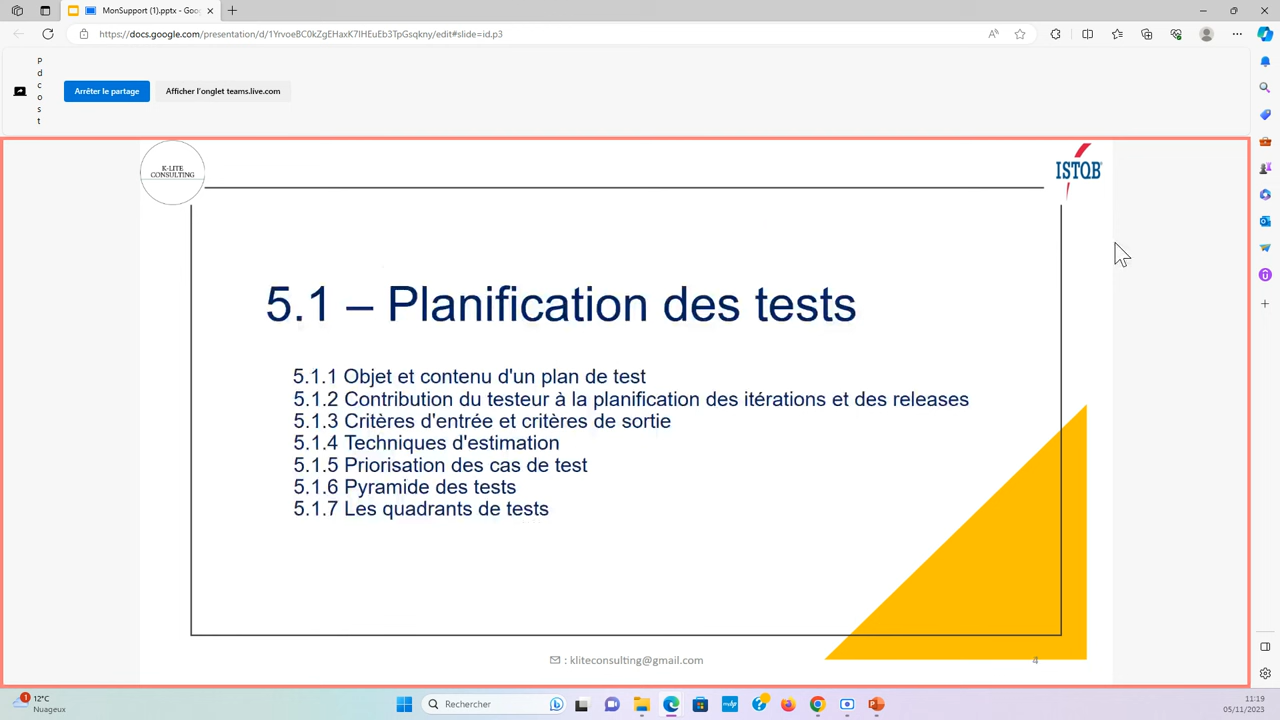 MonSupport (1).pptx - Goo
https://docs.google.com/presentation/d/1YrvoeBC0kZgEHaxK7IHEuEb3TpGsqkny/edit#slide=id.p3
P
d
c
o
s
t
Arrêter le partage
Afficher l'onglet teams.live.com
K-LITE
CONSULTING
ISTQB
5.1 – Planification des tests
5.1.1 Objet et contenu d'un plan de test
5.1.2 Contribution du testeur à la planification des itérations et des releases
5.1.3 Critères d'entrée et critères de sortie
5.1.4 Techniques d'estimation
5.1.5 Priorisation des cas de test
5.1.6 Pyramide des tests
5.1.7 Les quadrants de tests
: kliteconsulting@gmail.com
4
1
12°C
Nuageux
Rechercher
11:19
05/11/2023